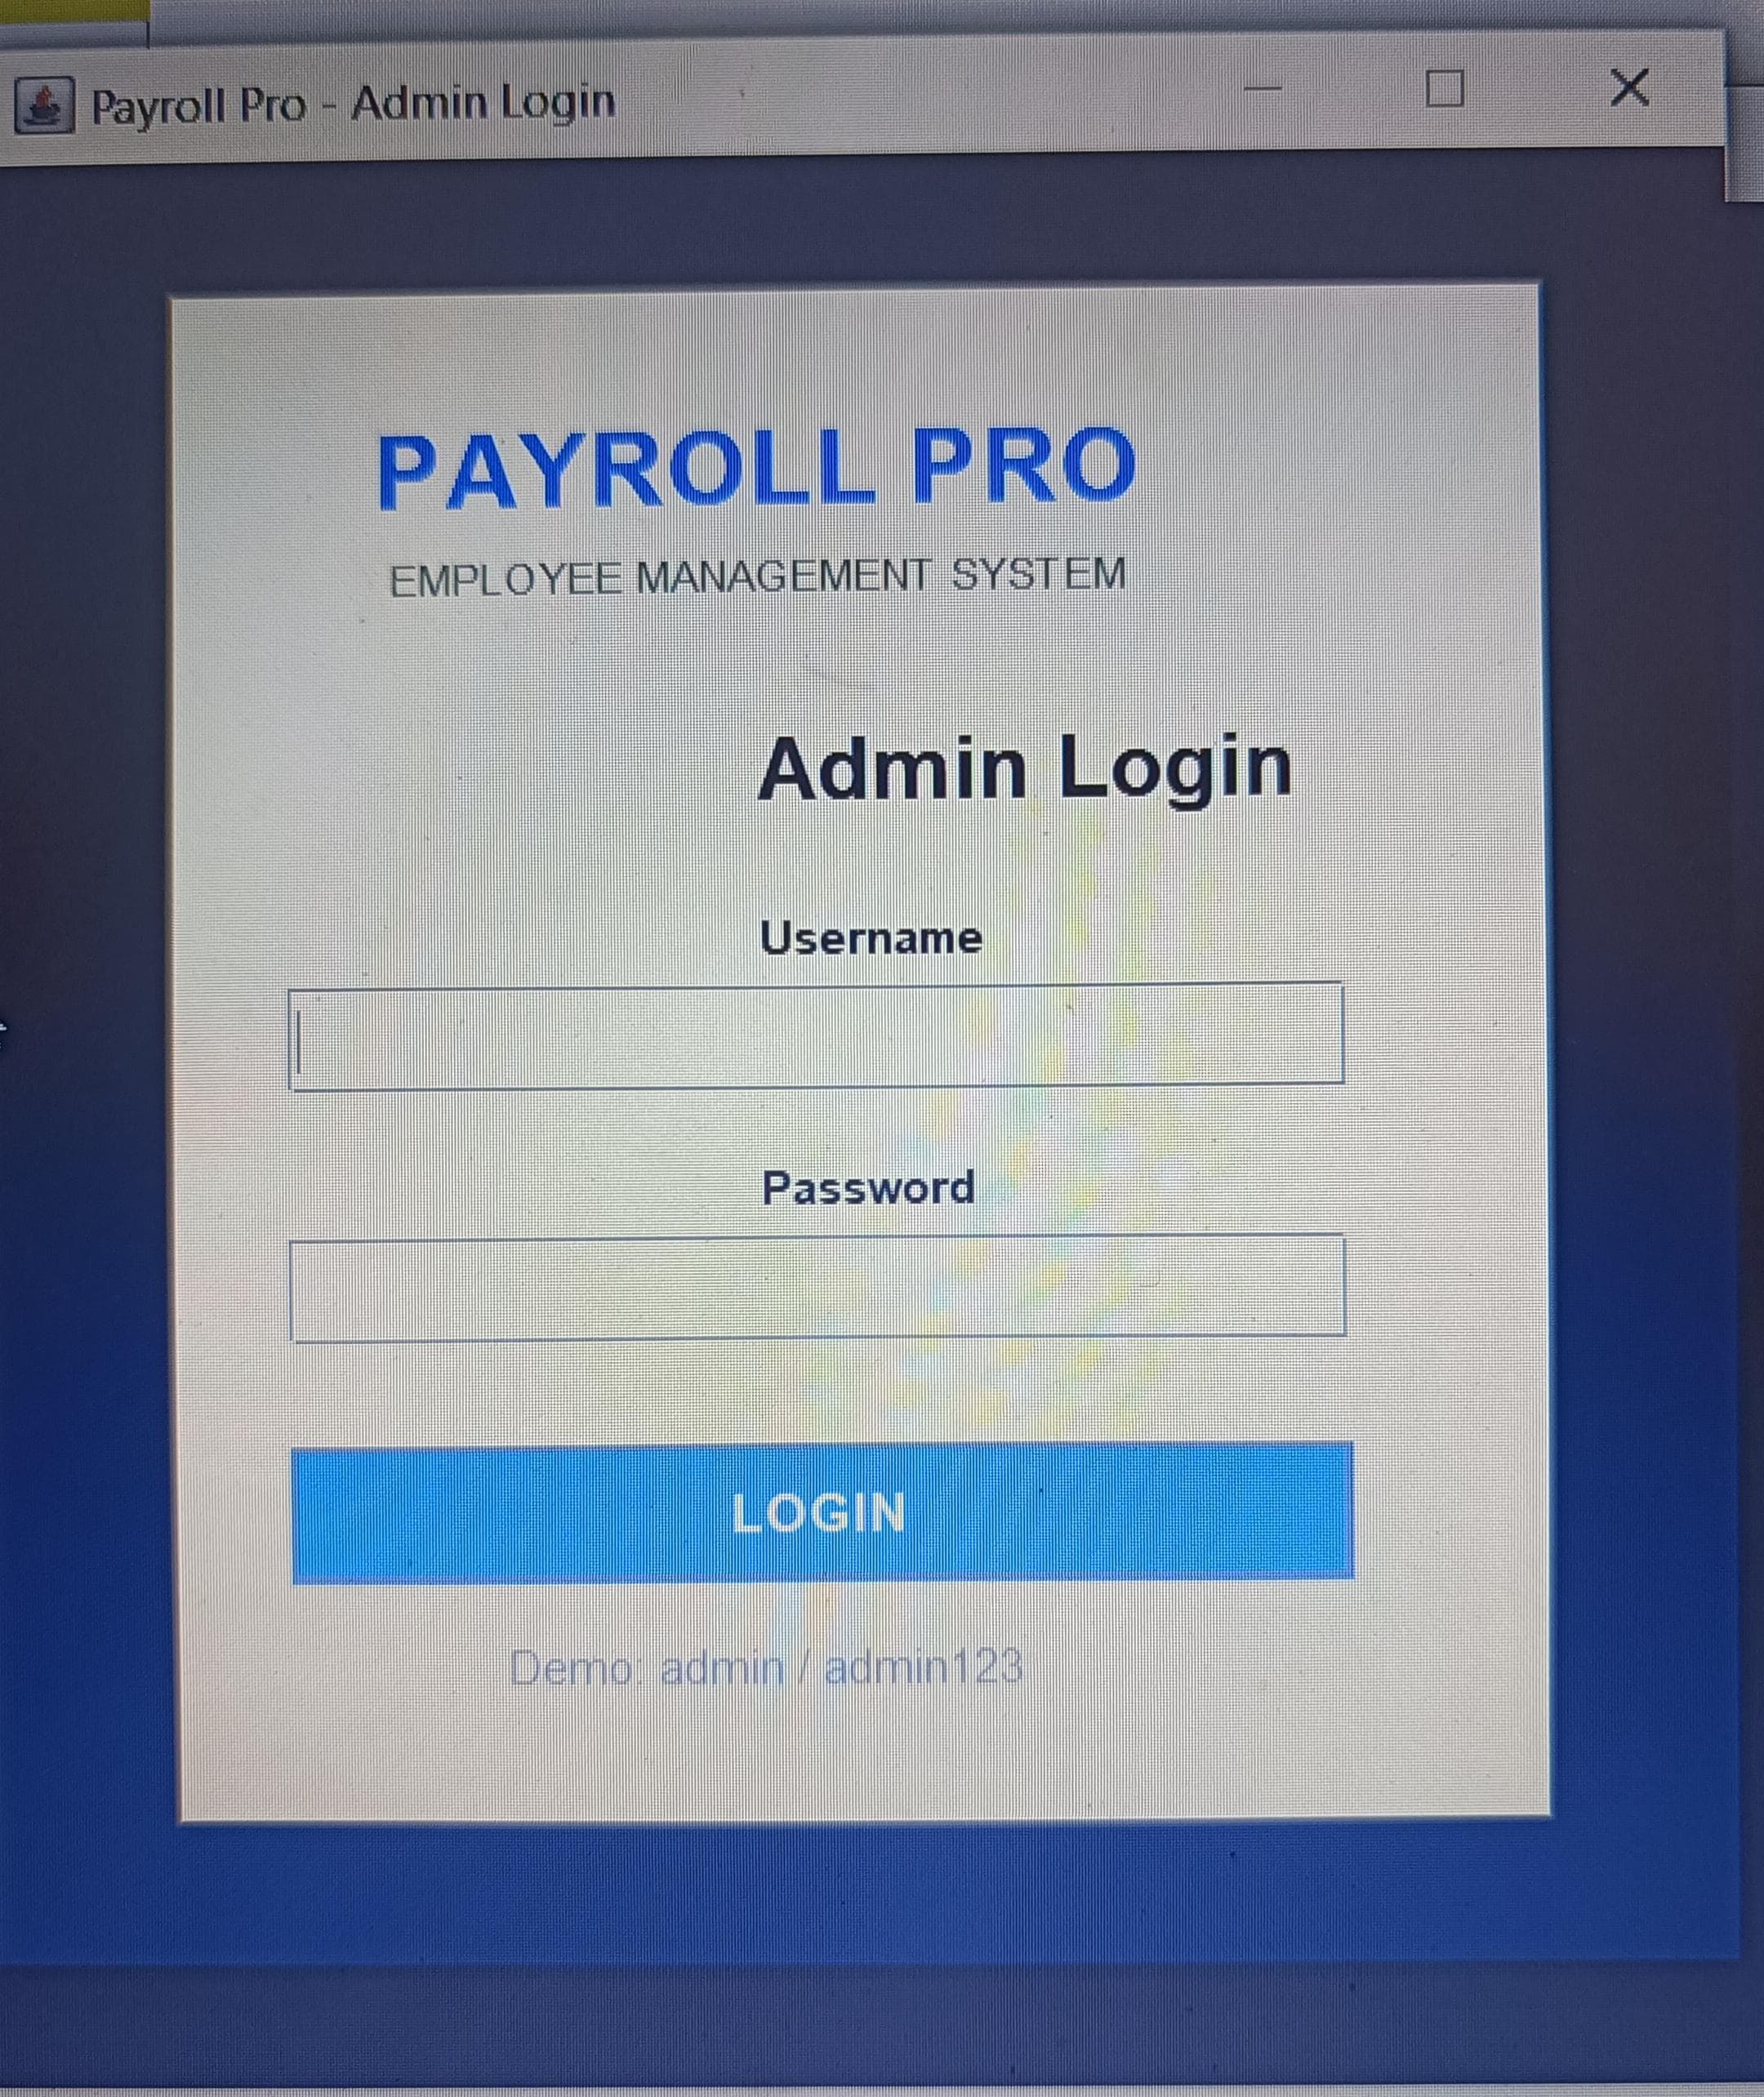 Payroll Pro - Admin Login
PAYROLL PRO
EMPLOYEE MANAGEMENT SYSTEM
Admin Login
Username
Password
LOGIN
Demo: admin / admin123